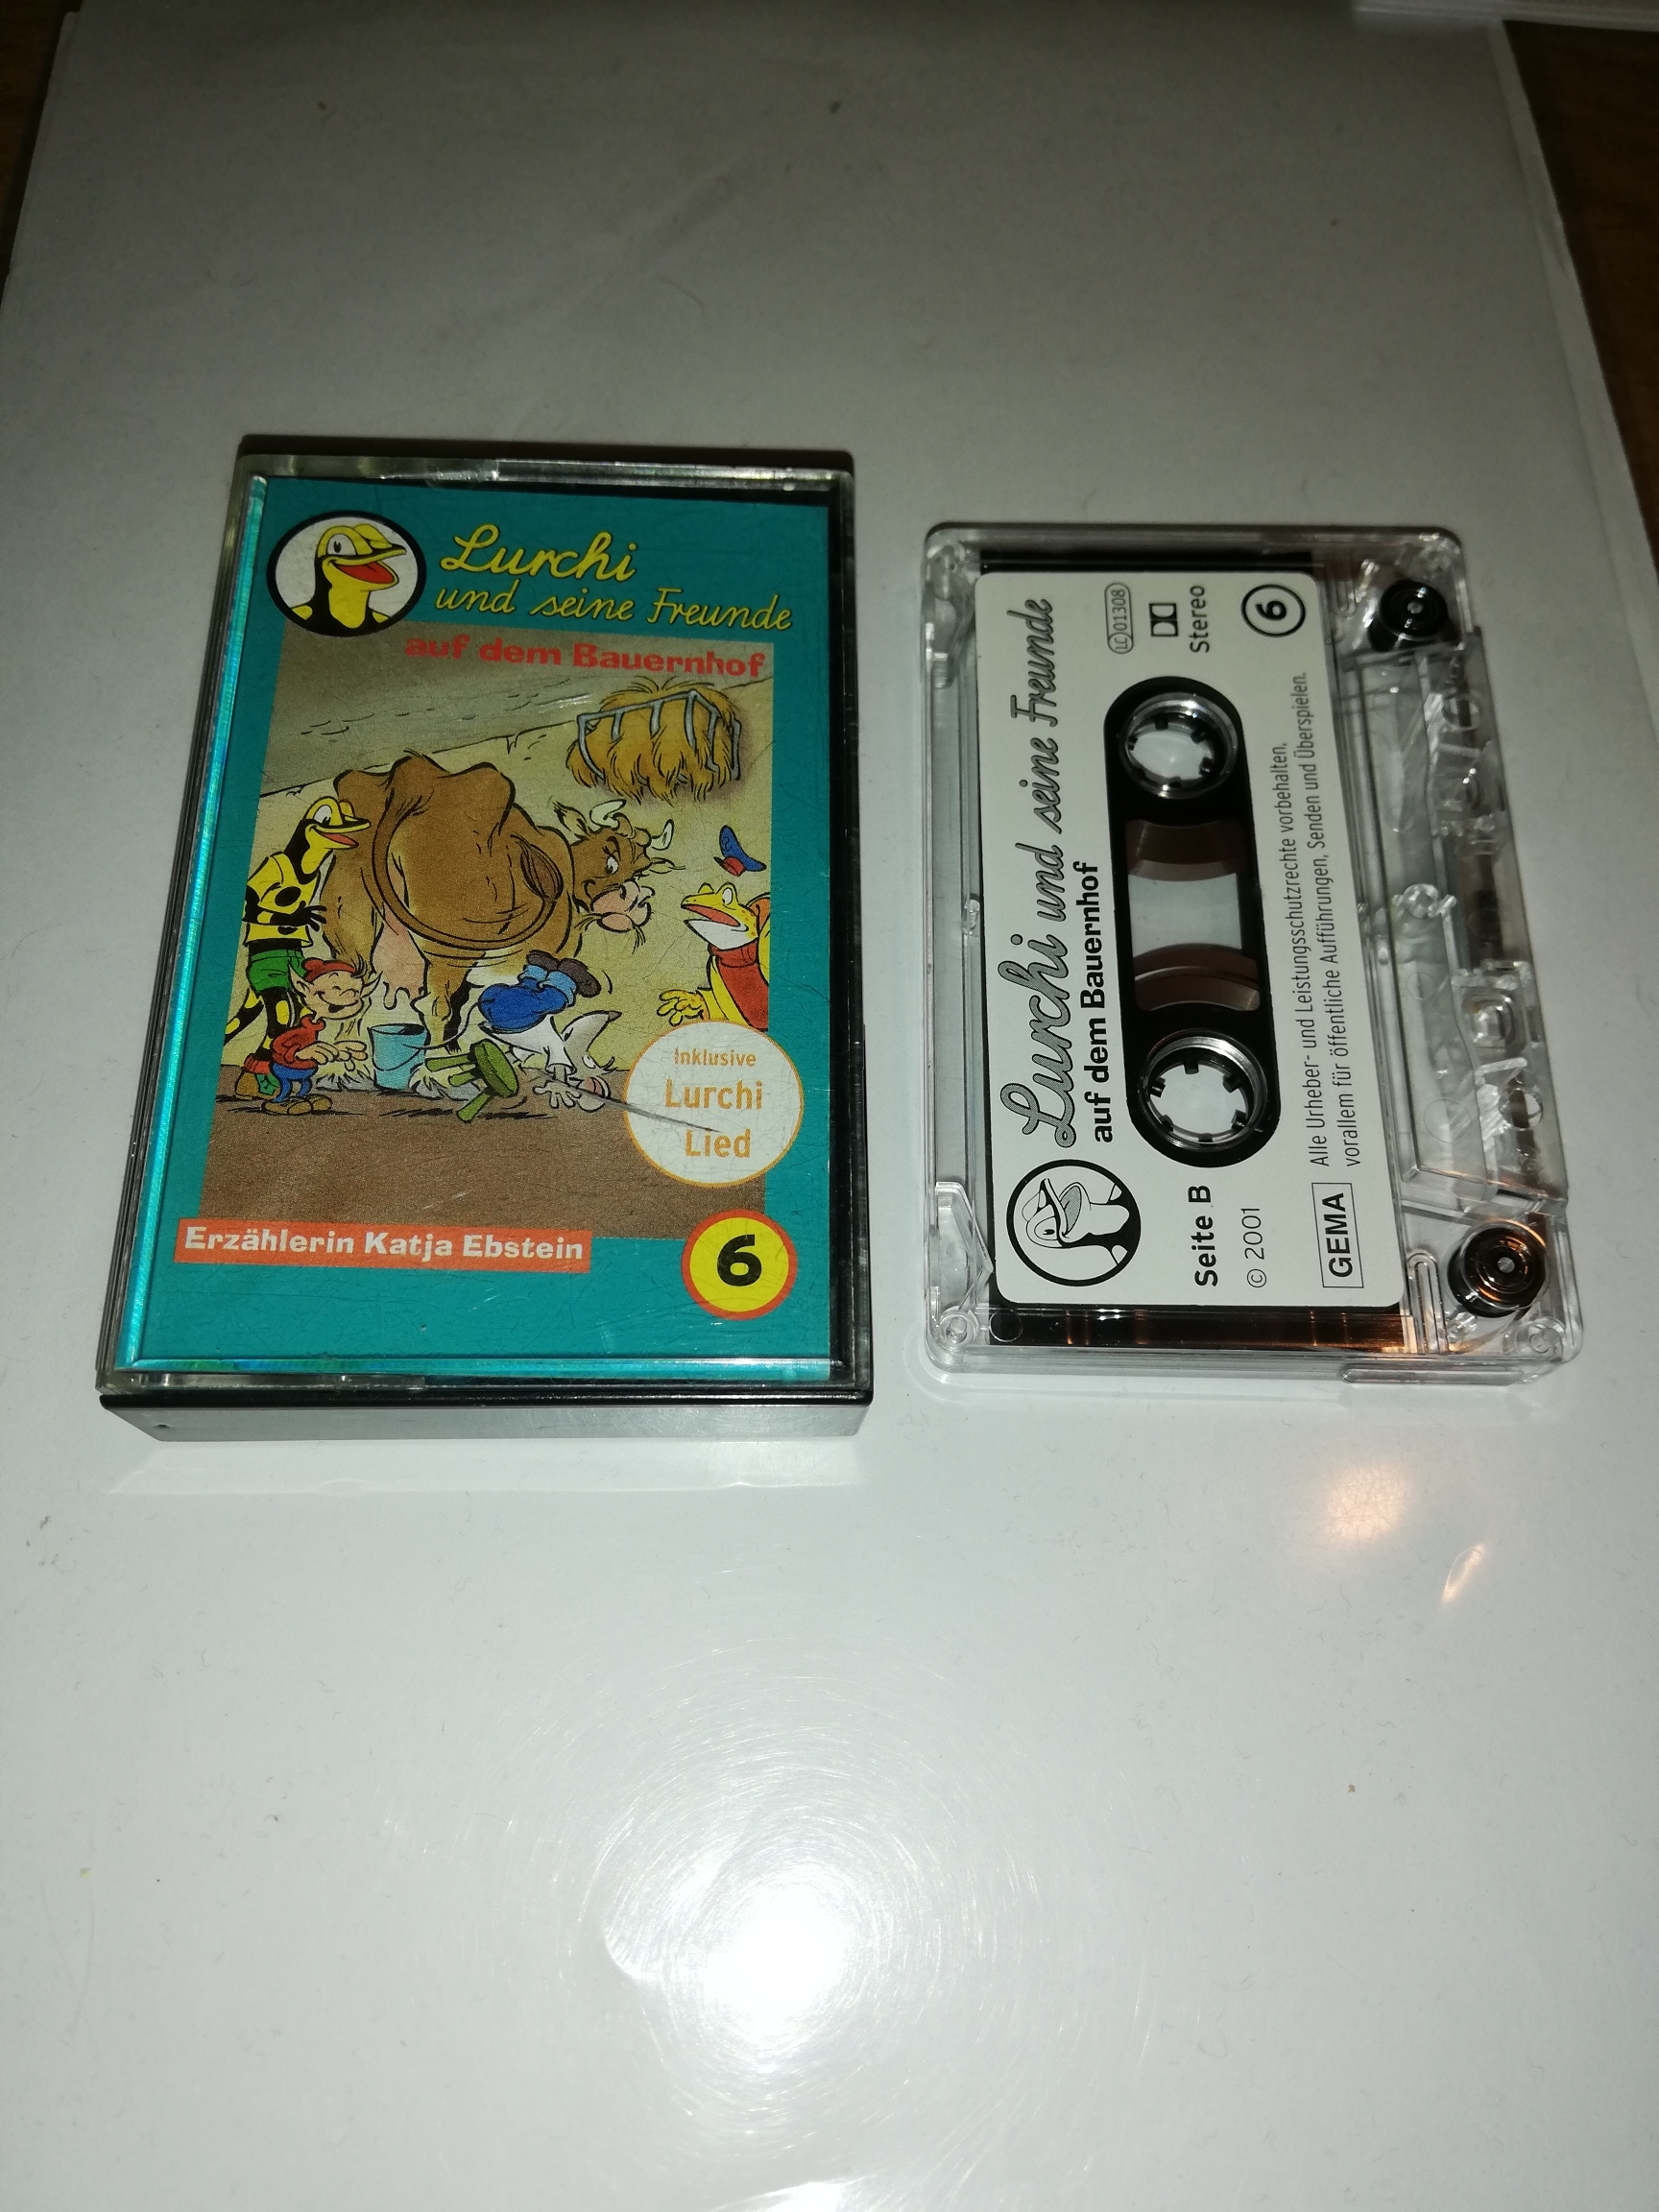 Lurchi
und seine Freunde
auf dem Bauernhof
Inklusive
Lurchi
Lied
Erzählerin Katja Ebstein
6
Lurchi und seine Freunde
auf dem Bauernhof
LC 01308
Stereo
6
Seite B
© 2001
GEMA
Alle Urheber- und Leistungsschutzrechte vorbehalten,
vorallem für öffentliche Aufführungen, Senden und Überspielen.